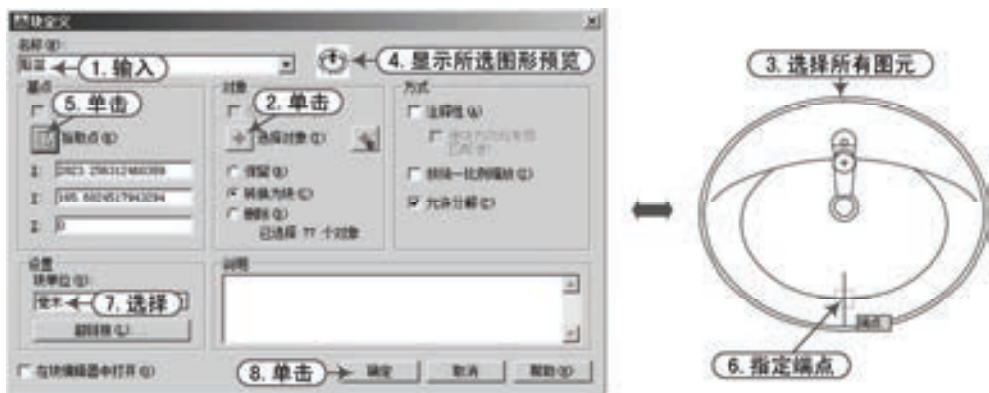 块定义
名称(N):
1. 输入
4. 显示所选图形预览
3. 选择所有图元
基点
对象
方式
5. 单击
2. 单击
注释性(A)
拾取点(K)
选择对象(T)
X:
保留(R)
按统一比例缩放(S)
Y:
转换为块(C)
允许分解(P)
Z: 0
删除(D)
已选择 77 个对象
设置
说明
块单位(U):
毫米
7. 选择
超链接(L)...
端点
6. 指定端点
在块编辑器中打开(O)
8. 单击
确定
取消
帮助(H)